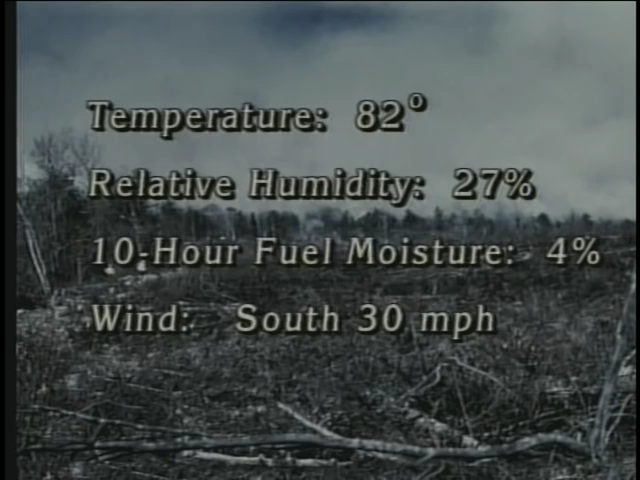 Temperature: 82°
Relative Humidity: 27%
10-Hour Fuel Moisture: 4%
Wind: South 30 mph